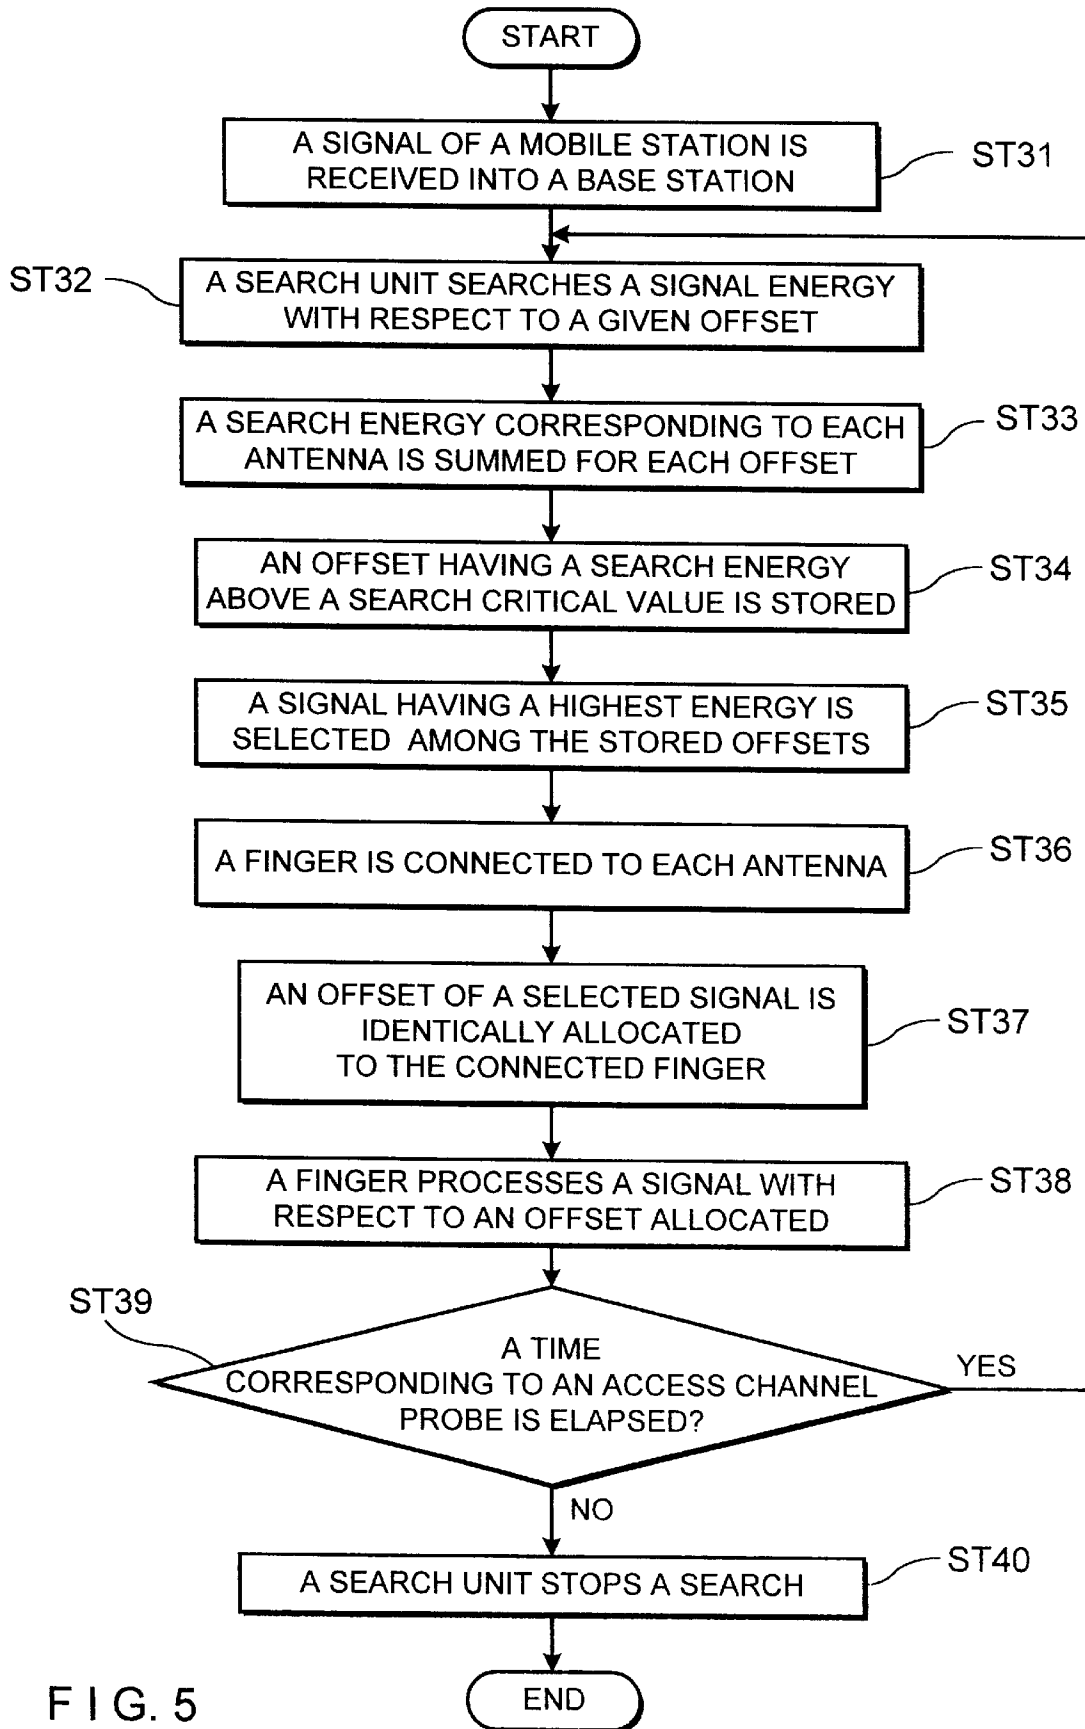 START
A SIGNAL OF A MOBILE STATION IS
RECEIVED INTO A BASE STATION
ST31
ST32
A SEARCH UNIT SEARCHES A SIGNAL ENERGY
WITH RESPECT TO A GIVEN OFFSET
A SEARCH ENERGY CORRESPONDING TO EACH
ANTENNA IS SUMMED FOR EACH OFFSET
ST33
AN OFFSET HAVING A SEARCH ENERGY
ABOVE A SEARCH CRITICAL VALUE IS STORED
ST34
A SIGNAL HAVING A HIGHEST ENERGY IS
SELECTED AMONG THE STORED OFFSETS
ST35
A FINGER IS CONNECTED TO EACH ANTENNA
ST36
AN OFFSET OF A SELECTED SIGNAL IS
IDENTICALLY ALLOCATED
TO THE CONNECTED FINGER
ST37
A FINGER PROCESSES A SIGNAL WITH
RESPECT TO AN OFFSET ALLOCATED
ST38
ST39
A TIME
CORRESPONDING TO AN ACCESS CHANNEL
PROBE IS ELAPSED?
YES
NO
A SEARCH UNIT STOPS A SEARCH
ST40
END
FIG. 5